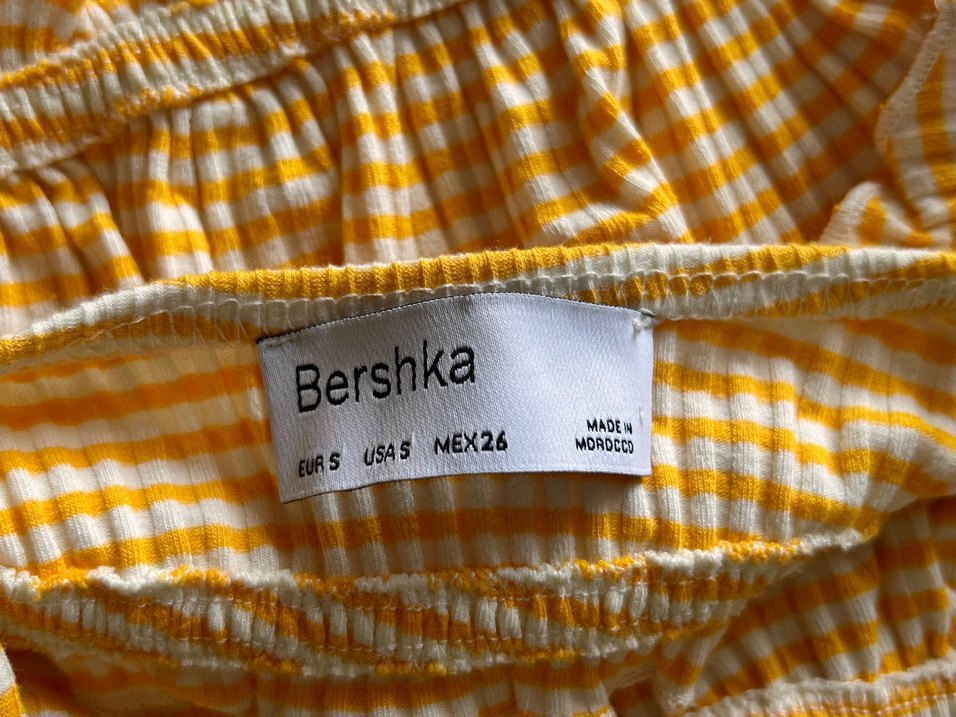 Bershka
EUR S USA S MEX 26
MADE IN
MOROCCO